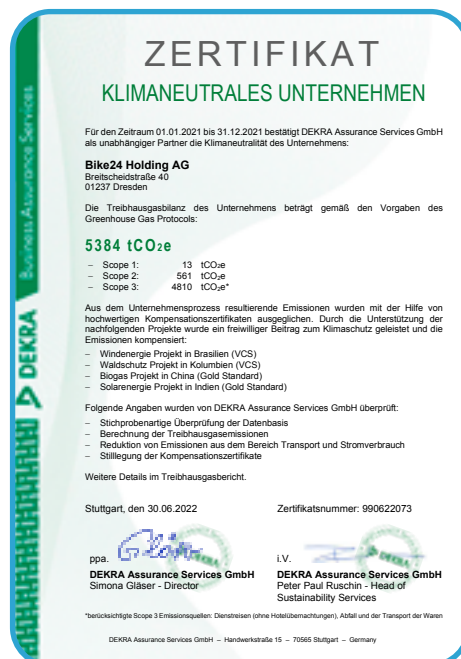 ZERTIFIKAT
KLIMANEUTRALES UNTERNEHMEN
Für den Zeitraum 01.01.2021 bis 31.12.2021 bestätigt DEKRA Assurance Services GmbH
als unabhängiger Partner die Klimaneutralität des Unternehmens:
Bike24 Holding AG
Breitscheidstraße 40
01237 Dresden
Die Treibhausgasbilanz des Unternehmens beträgt gemäß den Vorgaben des
Greenhouse Gas Protocols:
5384 tCO₂e
– Scope 1: 13 tCO₂e
– Scope 2: 561 tCO₂e
– Scope 3: 4810 tCO₂e*
Aus dem Unternehmensprozess resultierende Emissionen wurden mit der Hilfe von
hochwertigen Kompensationszertifikaten ausgeglichen. Durch die Unterstützung der
nachfolgenden Projekte wurde ein freiwilliger Beitrag zum Klimaschutz geleistet und die
Emissionen kompensiert:
– Windenergie Projekt in Brasilien (VCS)
– Waldschutz Projekt in Kolumbien (VCS)
– Biogas Projekt in China (Gold Standard)
– Solarenergie Projekt in Indien (Gold Standard)
Folgende Angaben wurden von DEKRA Assurance Services GmbH überprüft:
– Stichprobenartige Überprüfung der Datenbasis
– Berechnung der Treibhausgasemissionen
– Reduktion von Emissionen aus dem Bereich Transport und Stromverbrauch
– Stilllegung der Kompensationszertifikate
Weitere Details im Treibhausgasbericht.
Stuttgart, den 30.06.2022 Zertifikatsnummer: 990622073
ppa. i.V.
DEKRA Assurance Services GmbH DEKRA Assurance Services GmbH
Simona Gläser - Director Peter Paul Ruschin - Head of
Sustainability Services
*berücksichtigte Scope 3 Emissionsquellen: Dienstreisen (ohne Hotelübernachtungen), Abfall und der Transport der Waren
DEKRA Assurance Services GmbH – Handwerkstraße 15 – 70565 Stuttgart – Germany
Business Assurance Services
DEKRA